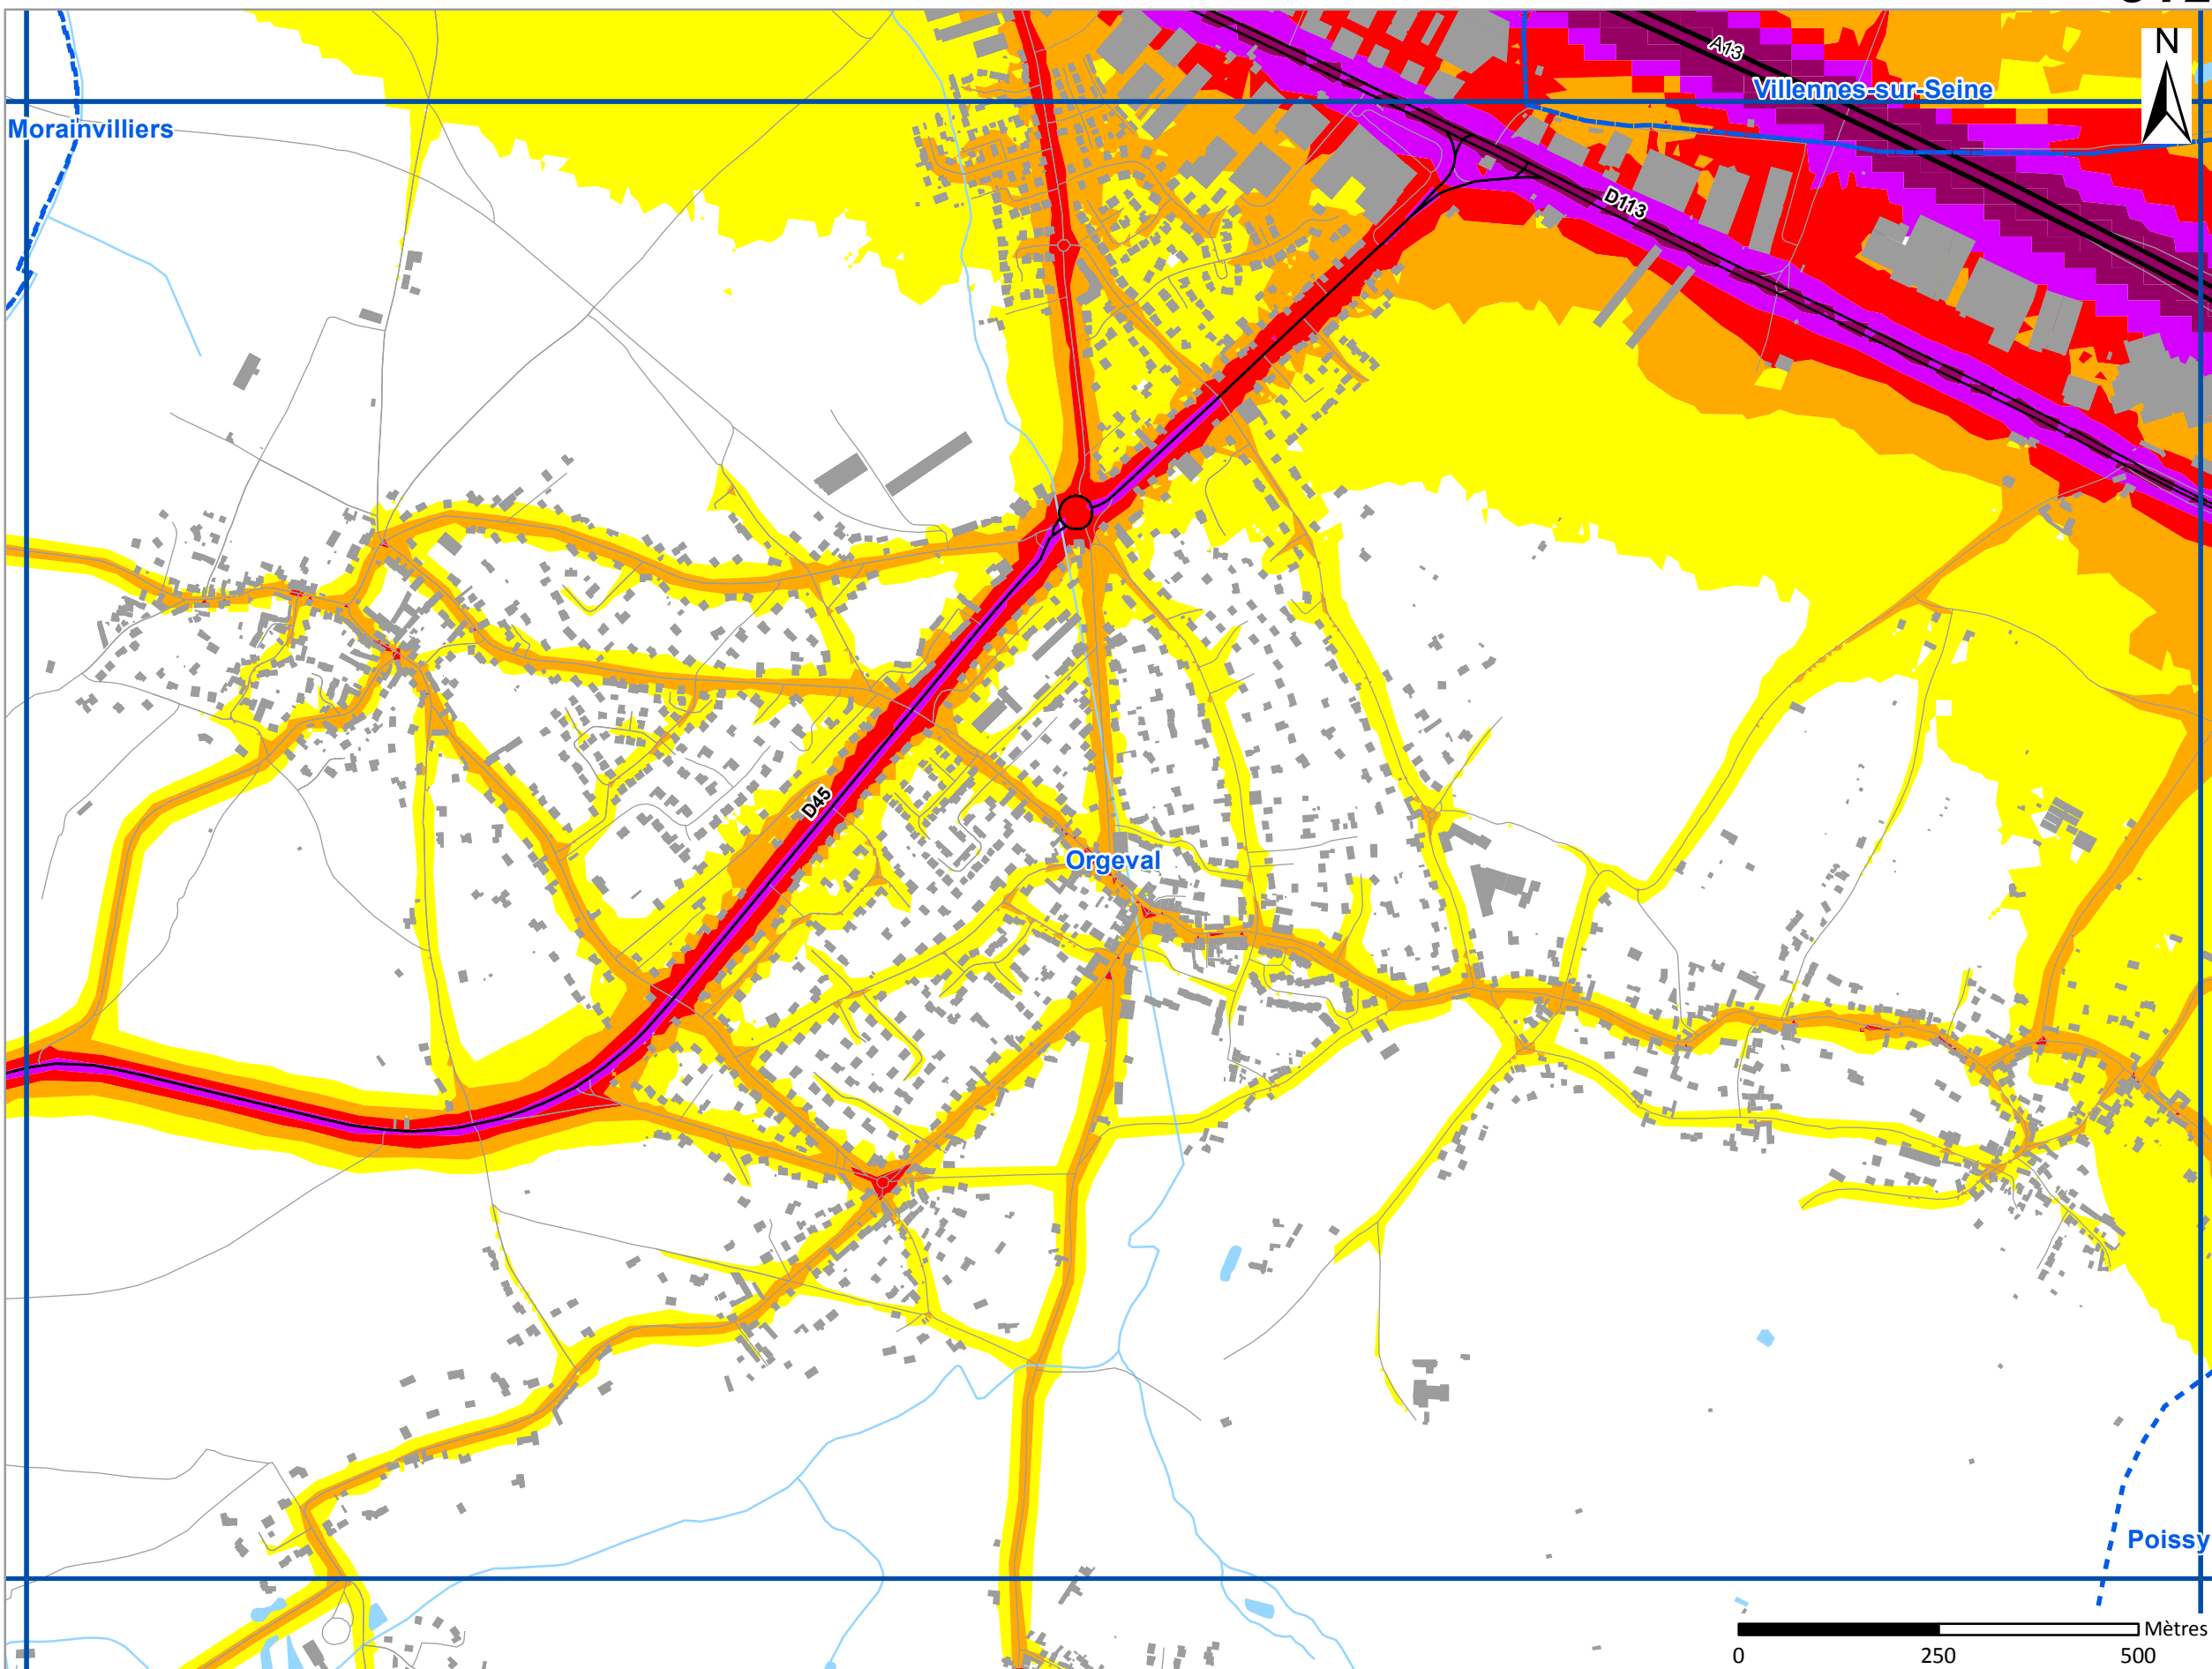 A13
N
Villennes-sur-Seine
Morainvilliers
D113
D45
Orgeval
Poissy
Mètres
0 250 500